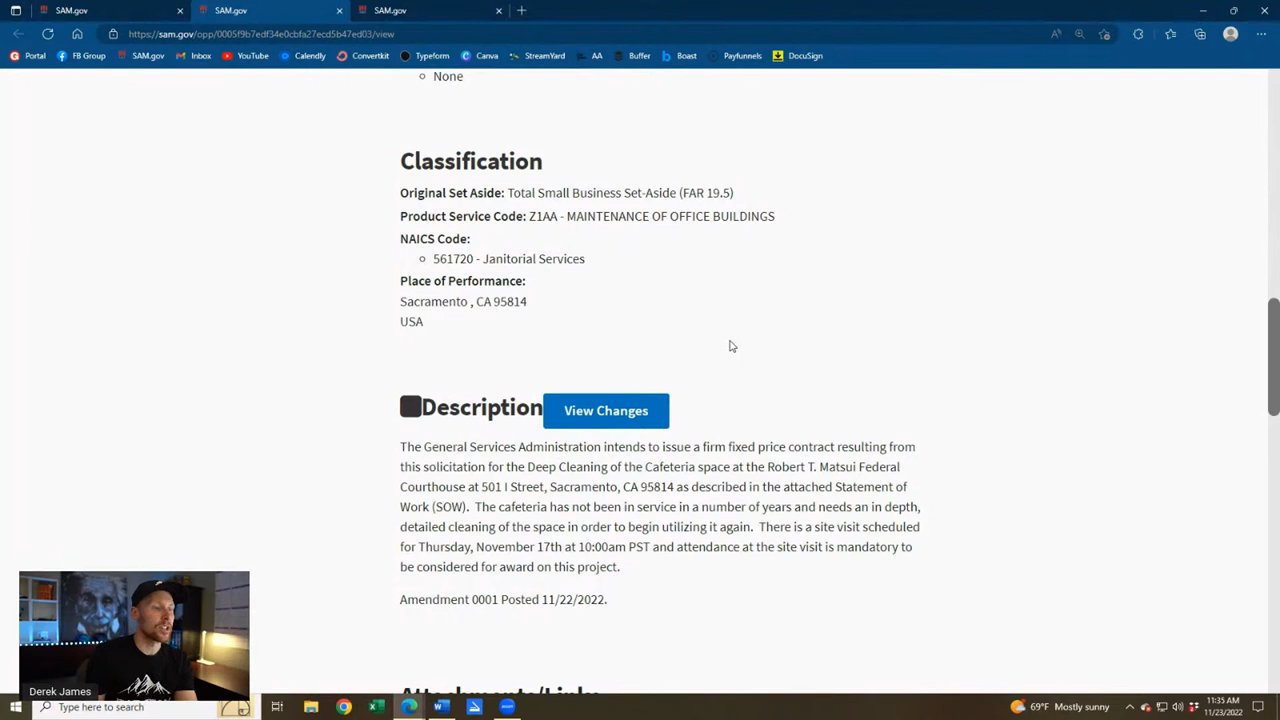 SAM.gov
SAM.gov
SAM.gov
https://sam.gov/opp/0005f9b7edf34e0cbfa27ecd5b47ed03/view
Portal
FB Group
SAM.gov
Inbox
YouTube
Calendly
Convertkit
Typeform
Canva
StreamYard
AA
Buffer
Boast
Payfunnels
DocuSign
None
Classification
Original Set Aside: Total Small Business Set-Aside (FAR 19.5)
Product Service Code: Z1AA - MAINTENANCE OF OFFICE BUILDINGS
NAICS Code:
561720 - Janitorial Services
Place of Performance:
Sacramento , CA 95814
USA
Description
View Changes
The General Services Administration intends to issue a firm fixed price contract resulting from
this solicitation for the Deep Cleaning of the Cafeteria space at the Robert T. Matsui Federal
Courthouse at 501 I Street, Sacramento, CA 95814 as described in the attached Statement of
Work (SOW).  The cafeteria has not been in service in a number of years and needs an in depth,
detailed cleaning of the space in order to begin utilizing it again.  There is a site visit scheduled
for Thursday, November 17th at 10:00am PST and attendance at the site visit is mandatory to
be considered for award on this project.
Amendment 0001 Posted 11/22/2022.
Attachments/Links
Derek James
Type here to search
69°F Mostly sunny
11:35 AM
11/23/2022